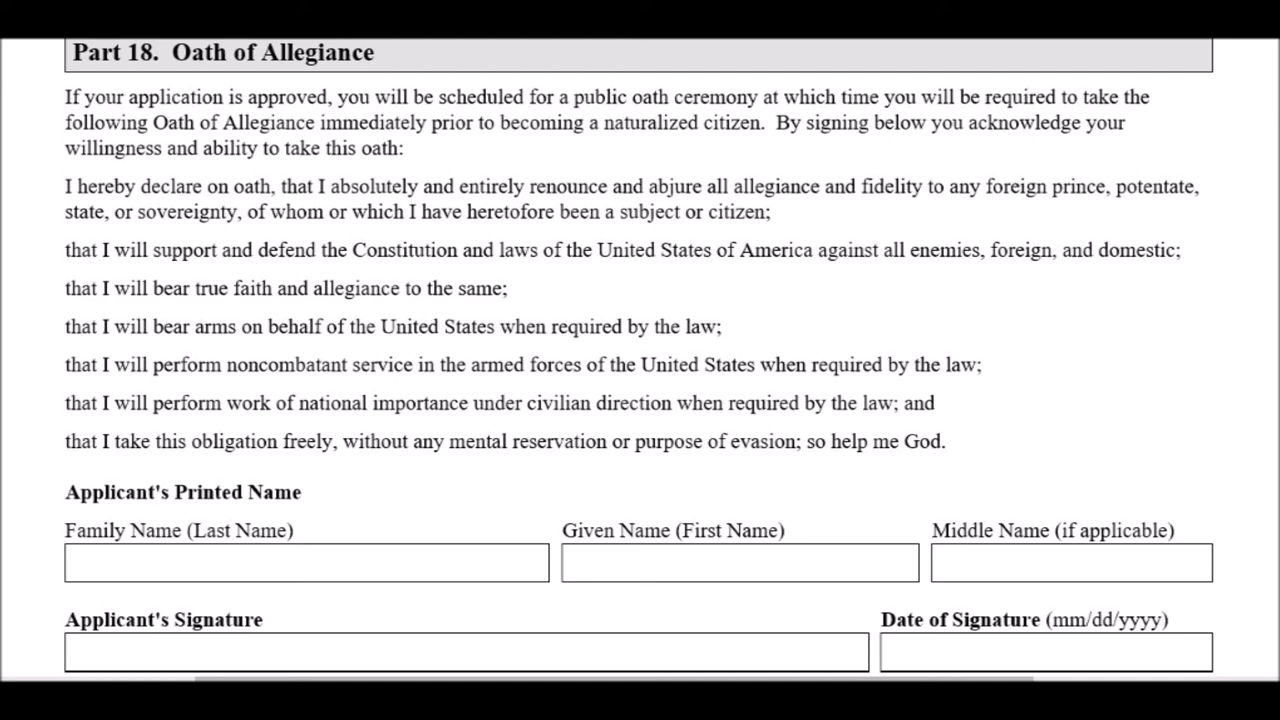 Part 18. Oath of Allegiance
If your application is approved, you will be scheduled for a public oath ceremony at which time you will be required to take the
following Oath of Allegiance immediately prior to becoming a naturalized citizen. By signing below you acknowledge your
willingness and ability to take this oath:
I hereby declare on oath, that I absolutely and entirely renounce and abjure all allegiance and fidelity to any foreign prince, potentate,
state, or sovereignty, of whom or which I have heretofore been a subject or citizen;
that I will support and defend the Constitution and laws of the United States of America against all enemies, foreign, and domestic;
that I will bear true faith and allegiance to the same;
that I will bear arms on behalf of the United States when required by the law;
that I will perform noncombatant service in the armed forces of the United States when required by the law;
that I will perform work of national importance under civilian direction when required by the law; and
that I take this obligation freely, without any mental reservation or purpose of evasion; so help me God.
Applicant's Printed Name
Family Name (Last Name) Given Name (First Name) Middle Name (if applicable)
Applicant's Signature Date of Signature (mm/dd/yyyy)